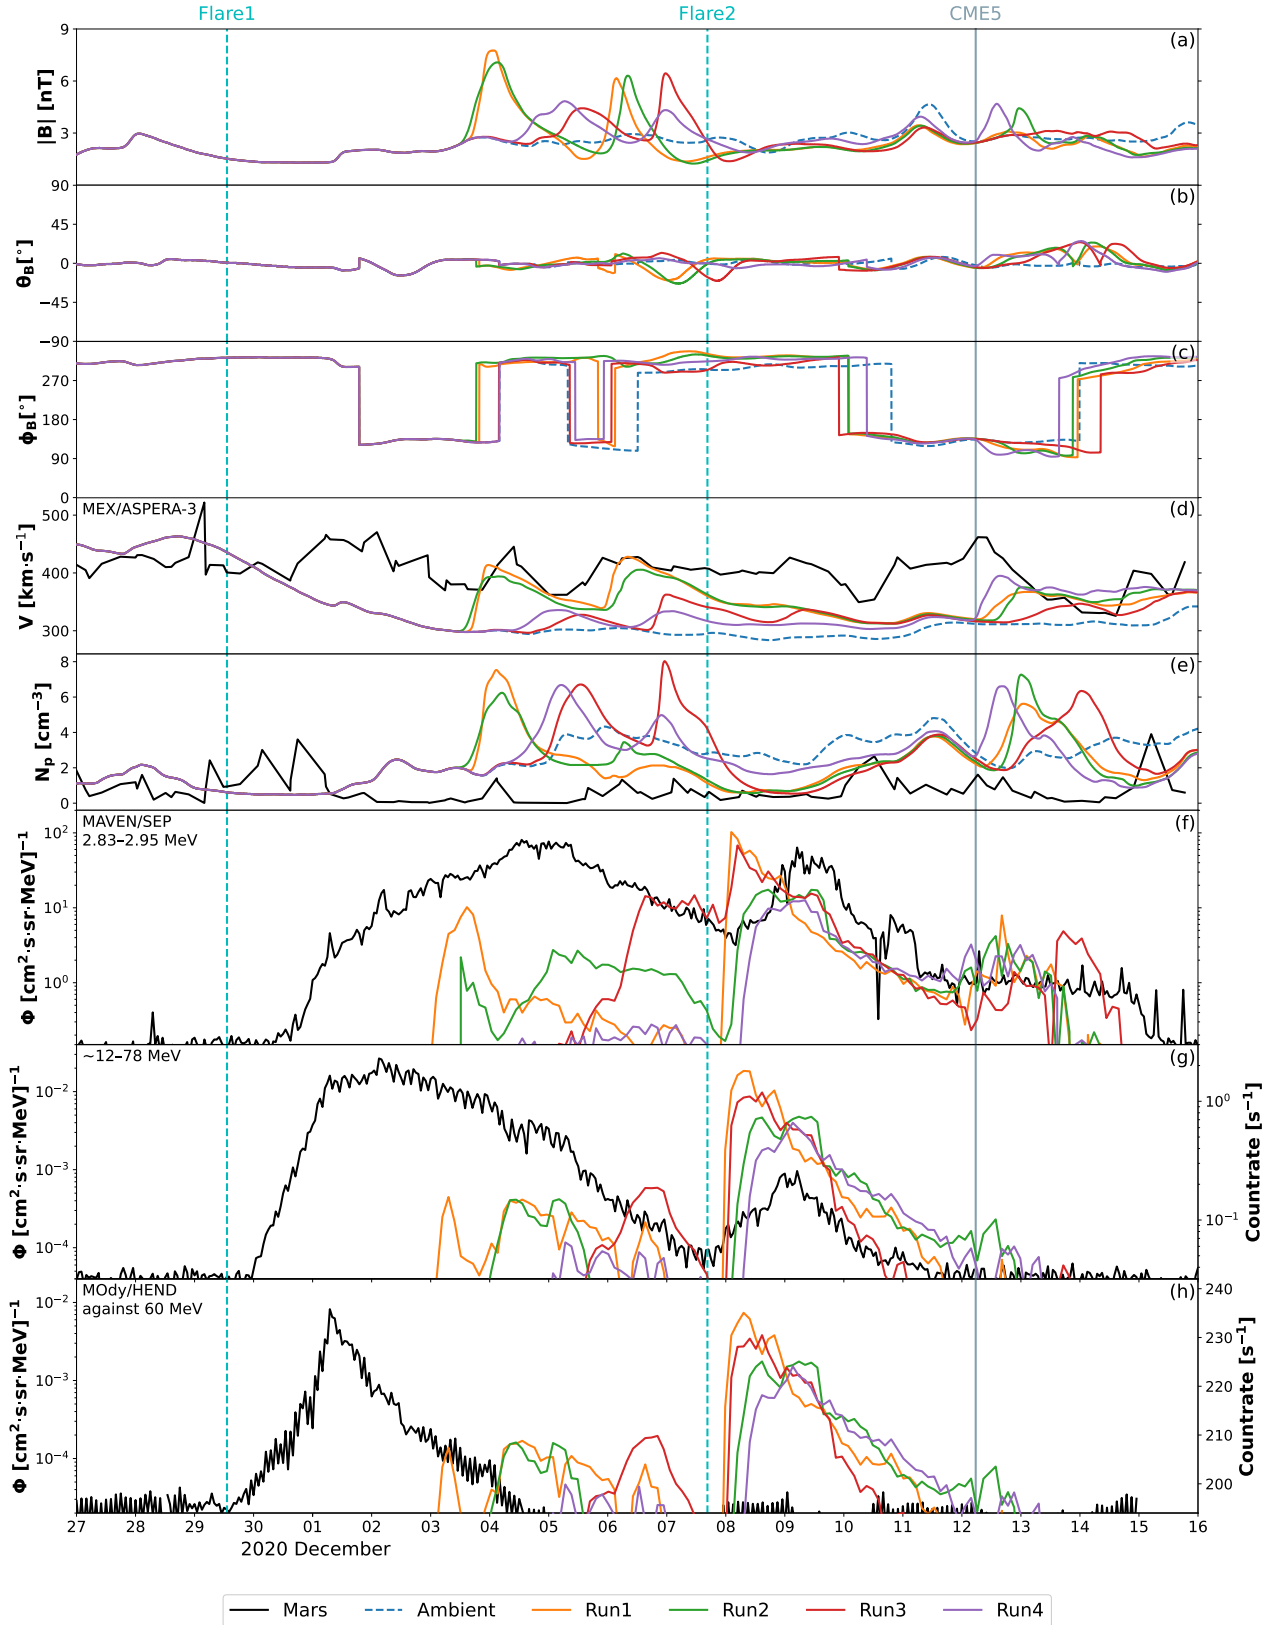 Flare1 Flare2 CME5
(a)
|B| [nT]
9
6
3
(b)
θB[°]
90
45
0
−45
−90
(c)
ϕB[°]
270
180
90
0
MEX/ASPERA-3 (d)
V [km·s⁻¹]
500
400
300
(e)
Np [cm⁻³]
8
6
4
2
0
MAVEN/SEP (f)
2.83–2.95 MeV
Φ [cm²·s·sr·MeV]⁻¹
10²
10¹
10⁰
~12–78 MeV (g)
Φ [cm²·s·sr·MeV]⁻¹
10⁻²
10⁻³
10⁻⁴
10⁰
10⁻¹
Countrate [s⁻¹]
MOdy/HEND (h)
against 60 MeV
Φ [cm²·s·sr·MeV]⁻¹
10⁻²
10⁻³
10⁻⁴
240
230
220
210
200
Countrate [s⁻¹]
27 28 29 30 01 02 03 04 05 06 07 08 09 10 11 12 13 14 15 16
2020 December
Mars Ambient Run1 Run2 Run3 Run4